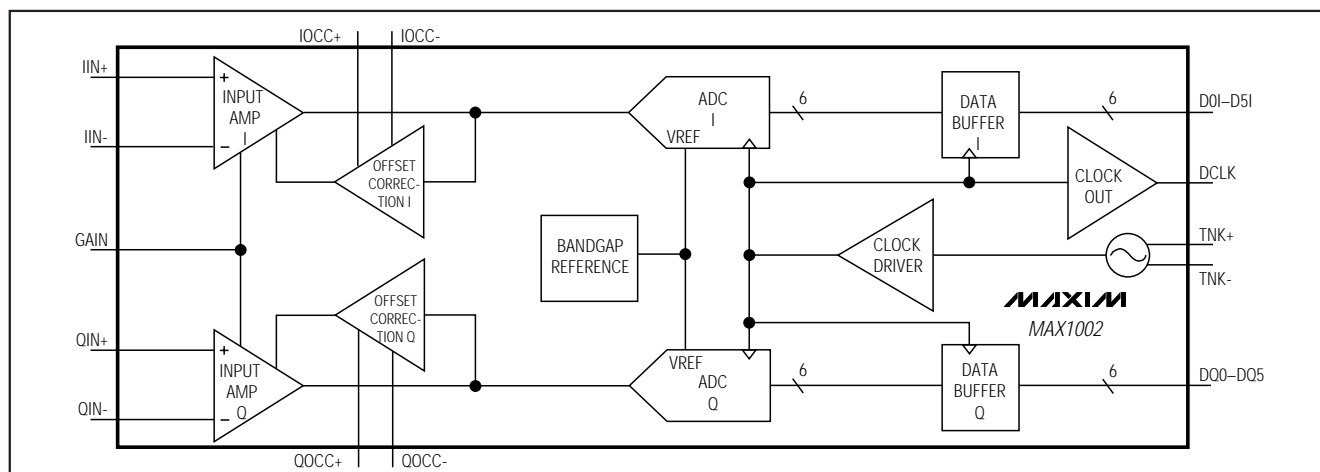 IOCC+ IOCC-
IIN+
+
INPUT
AMP
I
IIN-
−
OFFSET
CORREC-
TION I
ADC
I
VREF
6
DATA
BUFFER
I
6
D0I–D5I
CLOCK
OUT
DCLK
GAIN
BANDGAP
REFERENCE
CLOCK
DRIVER
TNK+
TNK-
MAXIM
MAX1002
OFFSET
CORREC-
TION Q
QIN+
+
INPUT
AMP
Q
QIN-
−
VREF
ADC
Q
6
DATA
BUFFER
Q
6
DQ0–DQ5
QOCC+ QOCC-